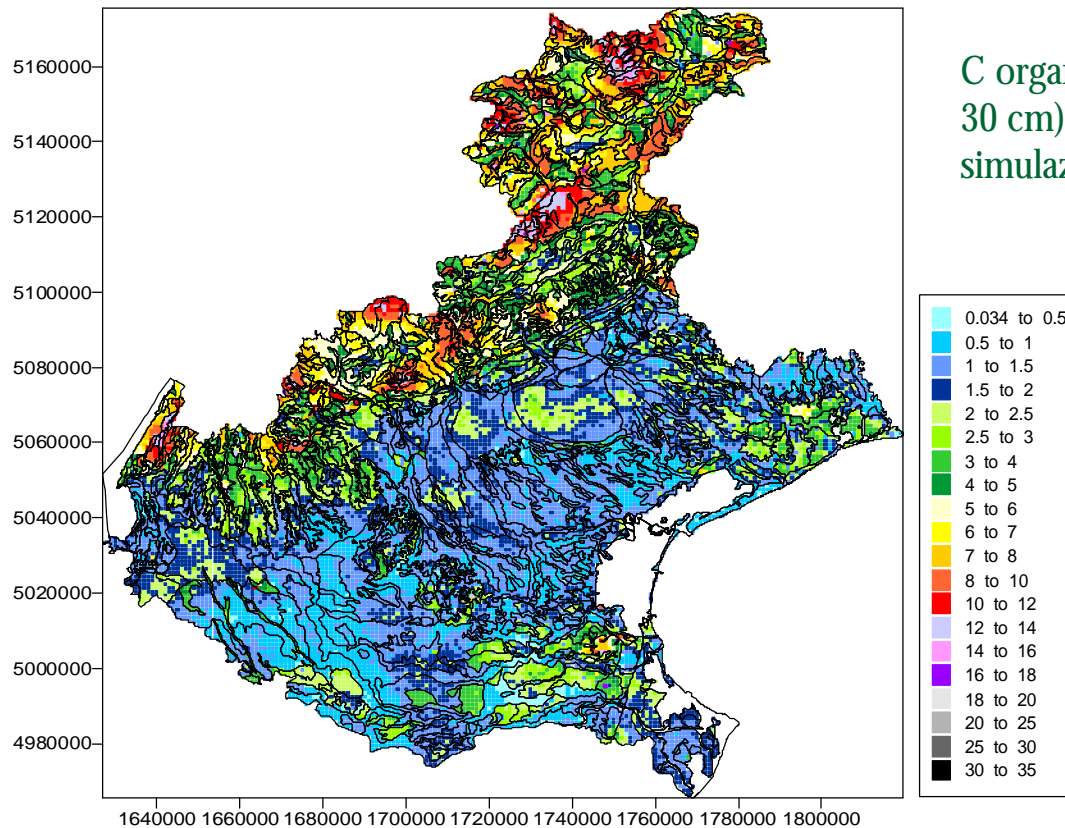 C organ
30 cm)
simulaz
5160000
5140000
5120000
5100000
5080000
5060000
5040000
5020000
5000000
4980000
1640000 1660000 1680000 1700000 1720000 1740000 1760000 1780000 1800000
0.034 to 0.5
0.5 to 1
1 to 1.5
1.5 to 2
2 to 2.5
2.5 to 3
3 to 4
4 to 5
5 to 6
6 to 7
7 to 8
8 to 10
10 to 12
12 to 14
14 to 16
16 to 18
18 to 20
20 to 25
25 to 30
30 to 35